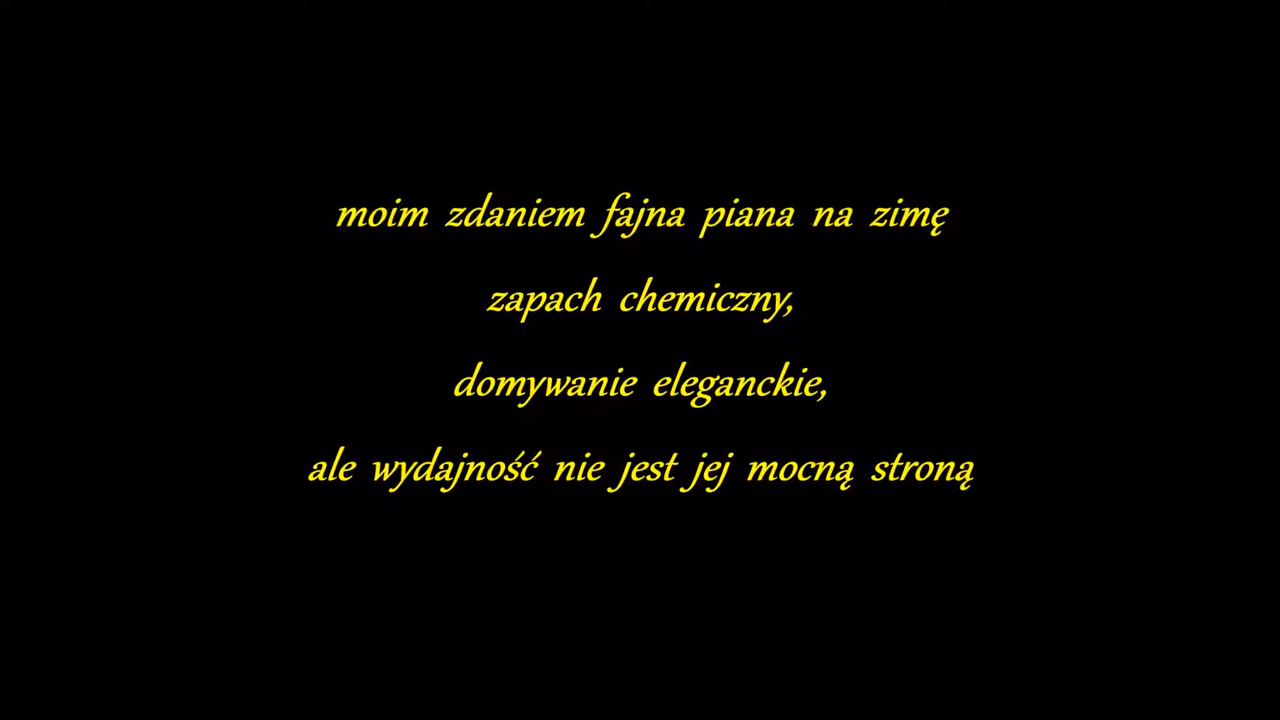 moim zdaniem fajna piana na zimę
zapach chemiczny,
domywanie eleganckie,
ale wydajność nie jest jej mocną stroną